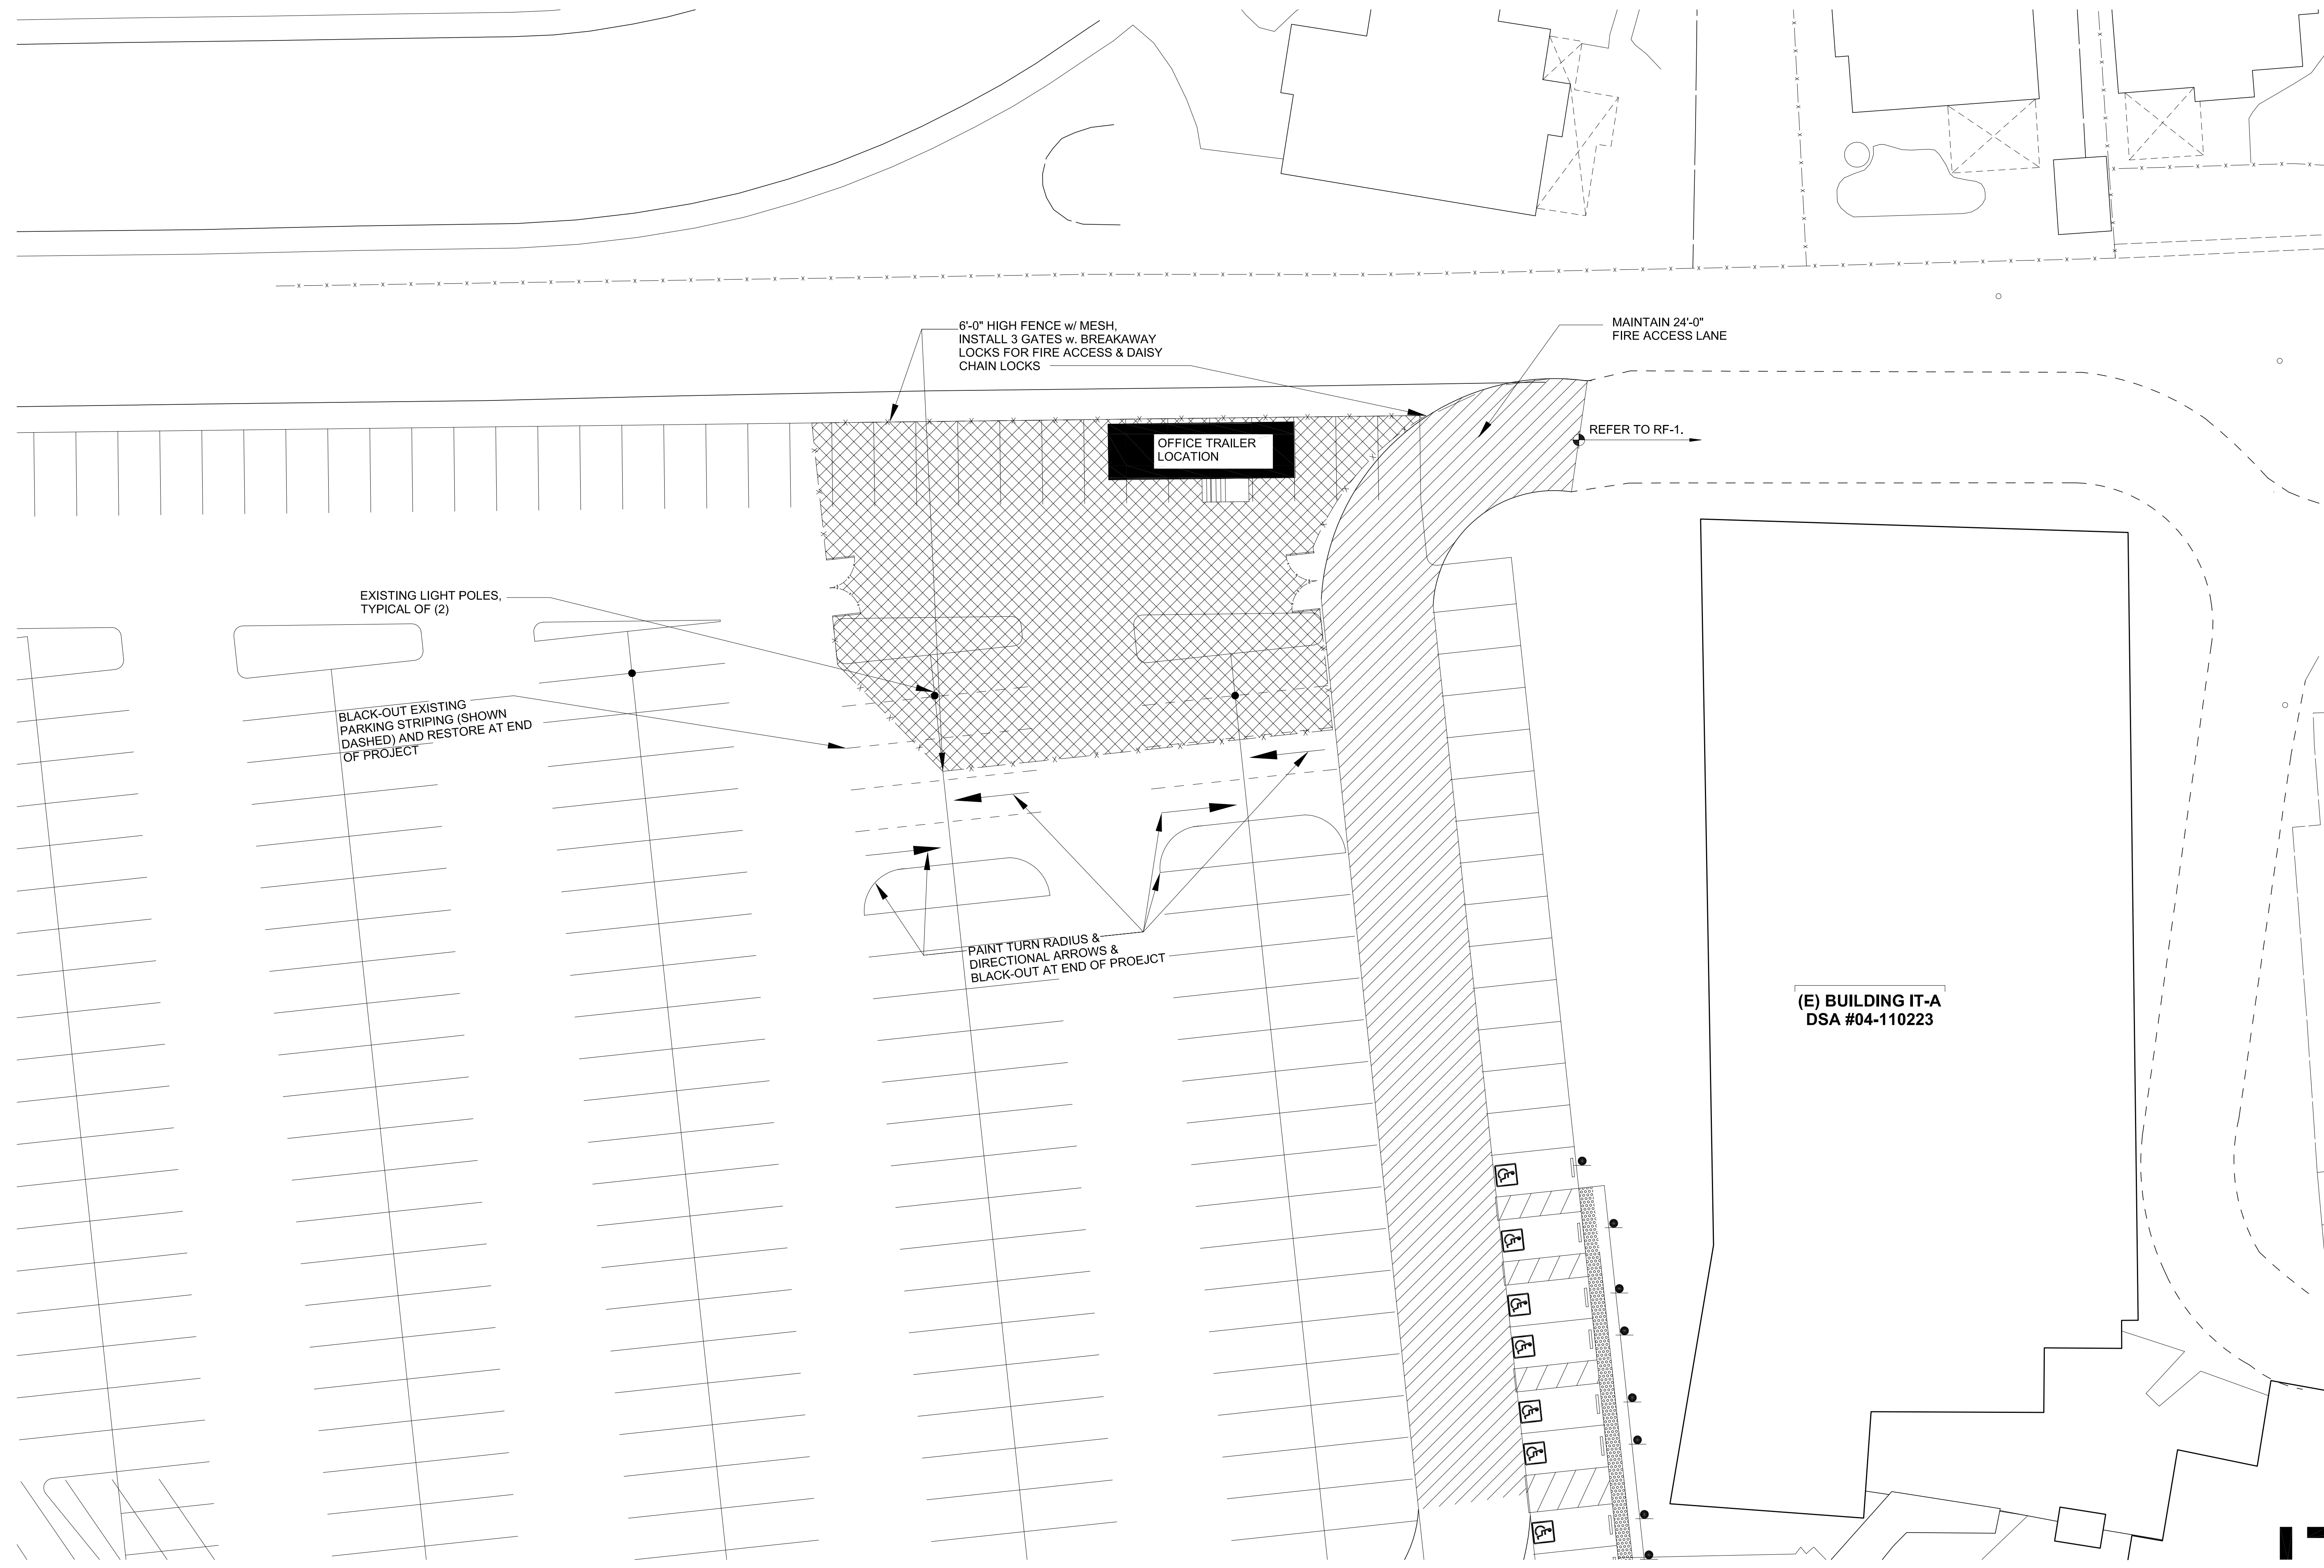 6'-0" HIGH FENCE w/ MESH,
INSTALL 3 GATES w. BREAKAWAY
LOCKS FOR FIRE ACCESS & DAISY
CHAIN LOCKS
MAINTAIN 24'-0"
FIRE ACCESS LANE
REFER TO RF-1.
OFFICE TRAILER
LOCATION
EXISTING LIGHT POLES,
TYPICAL OF (2)
BLACK-OUT EXISTING
PARKING STRIPING (SHOWN
DASHED) AND RESTORE AT END
OF PROJECT
PAINT TURN RADIUS &
DIRECTIONAL ARROWS &
BLACK-OUT AT END OF PROEJCT
(E) BUILDING IT-A
DSA #04-110223